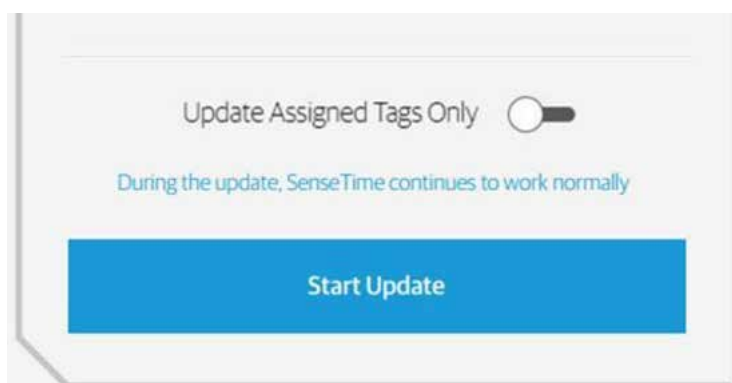 Update Assigned Tags Only
During the update, SenseTime continues to work normally
Start Update